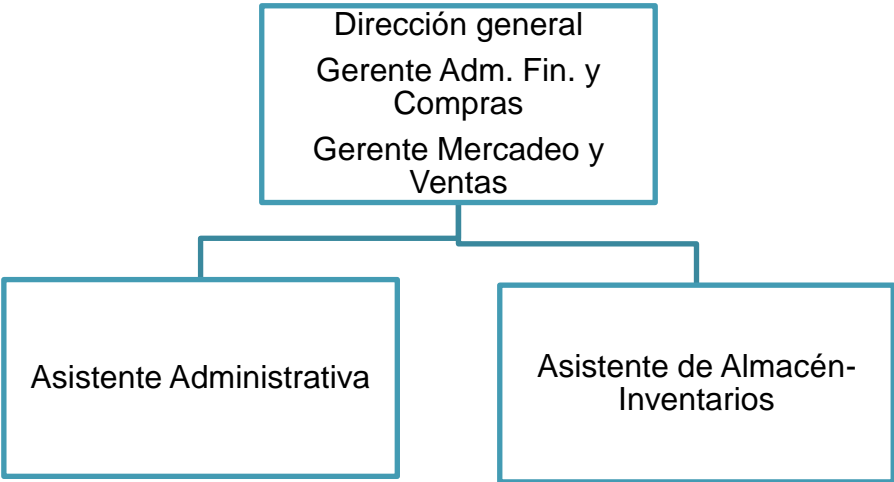 Dirección general
Gerente Adm. Fin. y
Compras
Gerente Mercadeo y
Ventas
Asistente Administrativa
Asistente de Almacén-
Inventarios